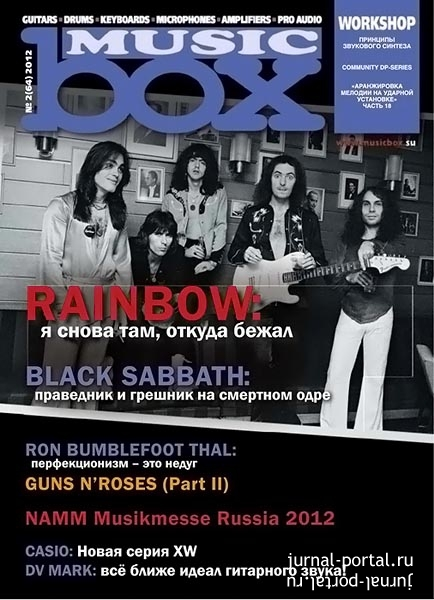 GUITARS ▪ DRUMS ▪ KEYBOARDS ▪ MICROPHONES ▪ AMPLIFIERS ▪ PRO AUDIO
MUSIC
box
№ 2(64) 2012
WORKSHOP
ПРИНЦИПЫ
ЗВУКОВОГО СИНТЕЗА
COMMUNITY DP-SERIES
«АРАНЖИРОВКА
МЕЛОДИИ НА УДАРНОЙ
УСТАНОВКЕ»
ЧАСТЬ 18
www.musicbox.su
RAINBOW:
я снова там, откуда бежал
BLACK SABBATH:
праведник и грешник на смертном одре
RON BUMBLEFOOT THAL:
перфекционизм – это недуг
GUNS N'ROSES (Part II)
NAMM Musikmesse Russia 2012
CASIO: Новая серия XW
DV MARK: всё ближе идеал гитарного звука!
jurnal-portal.ru
jurnal-portal.ru